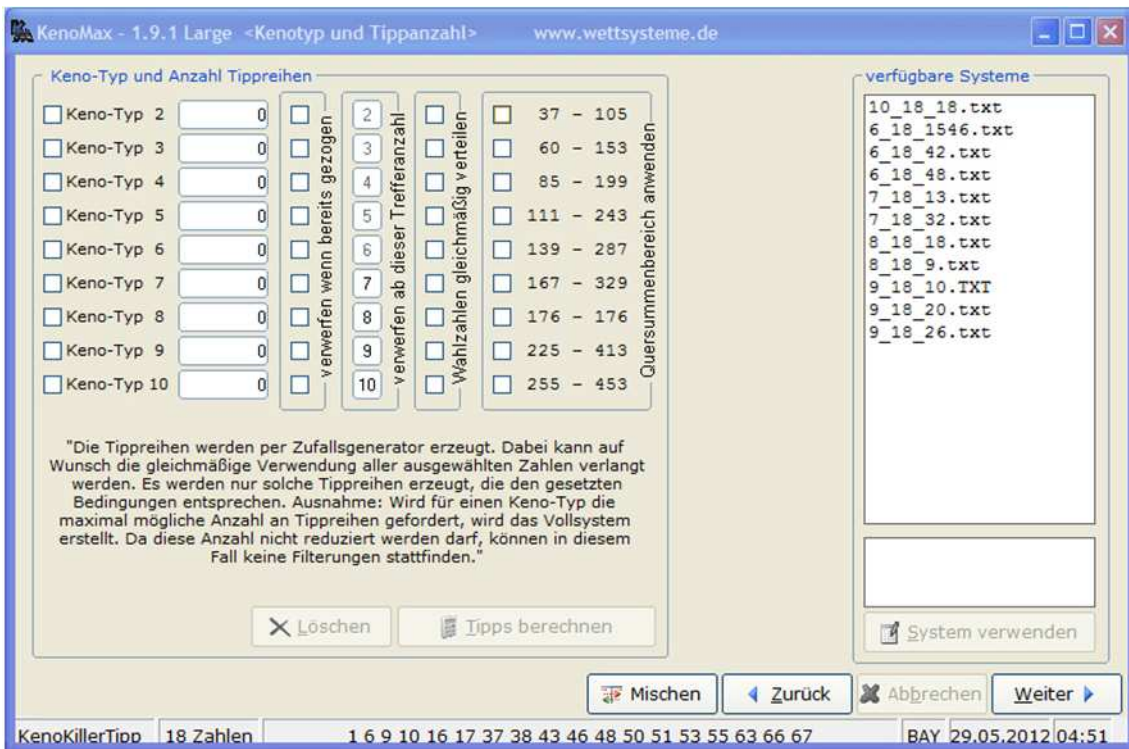 KenoMax - 1.9.1 Large <Kenotyp und Tippanzahl> www.wettsysteme.de
Keno-Typ und Anzahl Tippreihen
Keno-Typ 2 0 2 37 - 105
Keno-Typ 3 0 3 60 - 153
Keno-Typ 4 0 4 85 - 199
Keno-Typ 5 0 5 111 - 243
Keno-Typ 6 0 6 139 - 287
Keno-Typ 7 0 7 167 - 329
Keno-Typ 8 0 8 176 - 176
Keno-Typ 9 0 9 225 - 413
Keno-Typ 10 0 10 255 - 453
verwerfen wenn bereits gezogen
verwerfen ab dieser Trefferanzahl
Wahlzahlen gleichmäßig verteilen
Quersummenbereich anwenden
"Die Tippreihen werden per Zufallsgenerator erzeugt. Dabei kann auf
Wunsch die gleichmäßige Verwendung aller ausgewählten Zahlen verlangt
werden. Es werden nur solche Tippreihen erzeugt, die den gesetzten
Bedingungen entsprechen. Ausnahme: Wird für einen Keno-Typ die
maximal mögliche Anzahl an Tippreihen gefordert, wird das Vollsystem
erstellt. Da diese Anzahl nicht reduziert werden darf, können in diesem
Fall keine Filterungen stattfinden."
Löschen
Tipps berechnen
verfügbare Systeme
10_18_18.txt
6_18_1546.txt
6_18_42.txt
6_18_48.txt
7_18_13.txt
7_18_32.txt
8_18_18.txt
8_18_9.txt
9_18_10.TXT
9_18_20.txt
9_18_26.txt
System verwenden
Mischen
Zurück
Abbrechen
Weiter
KenoKillerTipp 18 Zahlen 1 6 9 10 16 17 37 38 43 46 48 50 51 53 55 63 66 67 BAY 29.05.2012 04:51